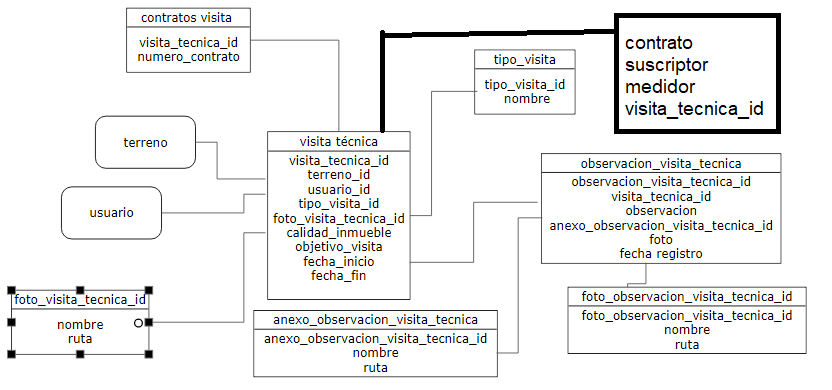 contratos visita
visita_tecnica_id
numero_contrato
tipo_visita
tipo_visita_id
nombre
contrato
suscriptor
medidor
visita_tecnica_id
terreno
usuario
visita técnica
visita_tecnica_id
terreno_id
usuario_id
tipo_visita_id
foto_visita_tecnica_id
calidad_inmueble
objetivo_visita
fecha_inicio
fecha_fin
observacion_visita_tecnica
observacion_visita_tecnica_id
visita_tecnica_id
observacion
anexo_observacion_visita_tecnica_id
foto
fecha registro
foto_visita_tecnica_id
nombre
ruta
anexo_observacion_visita_tecnica
anexo_observacion_visita_tecnica_id
nombre
ruta
foto_observacion_visita_tecnica_id
foto_observacion_visita_tecnica_id
nombre
ruta